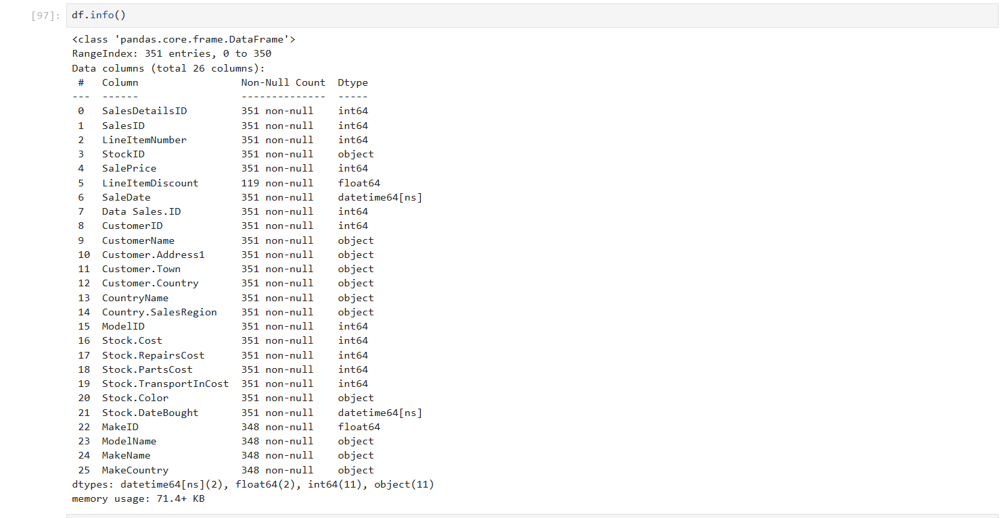 [97]: df.info()
<class 'pandas.core.frame.DataFrame'>
RangeIndex: 351 entries, 0 to 350
Data columns (total 26 columns):
 #   Column                 Non-Null Count  Dtype
---  ------                 --------------  -----
 0   SalesDetailsID         351 non-null    int64
 1   SalesID                351 non-null    int64
 2   LineItemNumber         351 non-null    int64
 3   StockID                351 non-null    object
 4   SalePrice              351 non-null    int64
 5   LineItemDiscount       119 non-null    float64
 6   SaleDate               351 non-null    datetime64[ns]
 7   Data Sales.ID          351 non-null    int64
 8   CustomerID             351 non-null    int64
 9   CustomerName           351 non-null    object
 10  Customer.Address1      351 non-null    object
 11  Customer.Town          351 non-null    object
 12  Customer.Country       351 non-null    object
 13  CountryName            351 non-null    object
 14  Country.SalesRegion    351 non-null    object
 15  ModelID                351 non-null    int64
 16  Stock.Cost             351 non-null    int64
 17  Stock.RepairsCost      351 non-null    int64
 18  Stock.PartsCost        351 non-null    int64
 19  Stock.TransportInCost  351 non-null    int64
 20  Stock.Color            351 non-null    object
 21  Stock.DateBought       351 non-null    datetime64[ns]
 22  MakeID                 348 non-null    float64
 23  ModelName              348 non-null    object
 24  MakeName               348 non-null    object
 25  MakeCountry            348 non-null    object
dtypes: datetime64[ns](2), float64(2), int64(11), object(11)
memory usage: 71.4+ KB